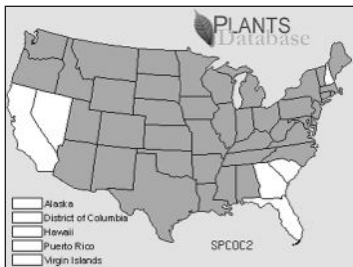 PLANTS
Database
Alaska
District of Columbia
Hawaii
Puerto Rico
Virgin Islands
SPCOC2